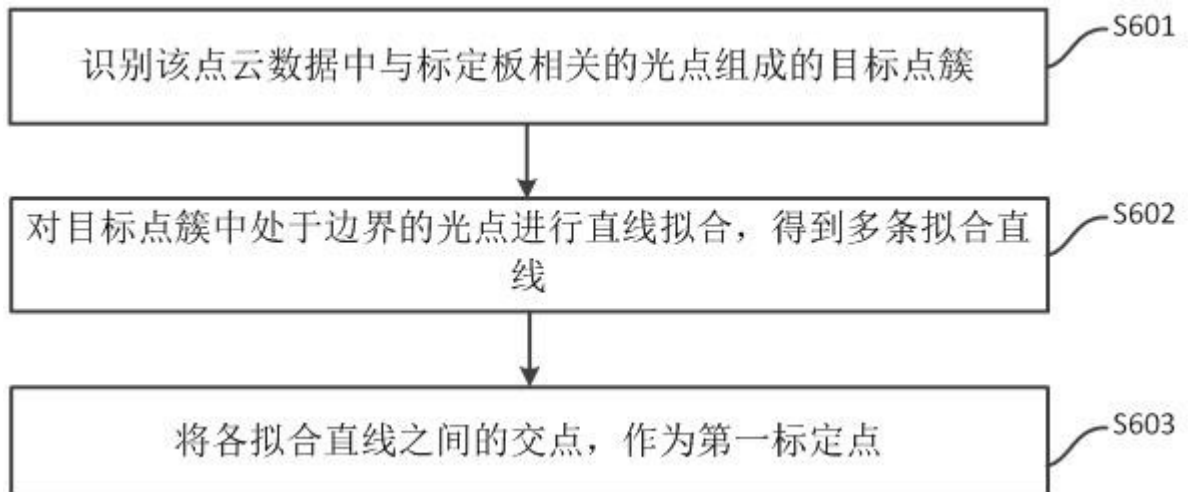 识别该点云数据中与标定板相关的光点组成的目标点簇
S601
对目标点簇中处于边界的光点进行直线拟合，得到多条拟合直
线
S602
将各拟合直线之间的交点，作为第一标定点
S603